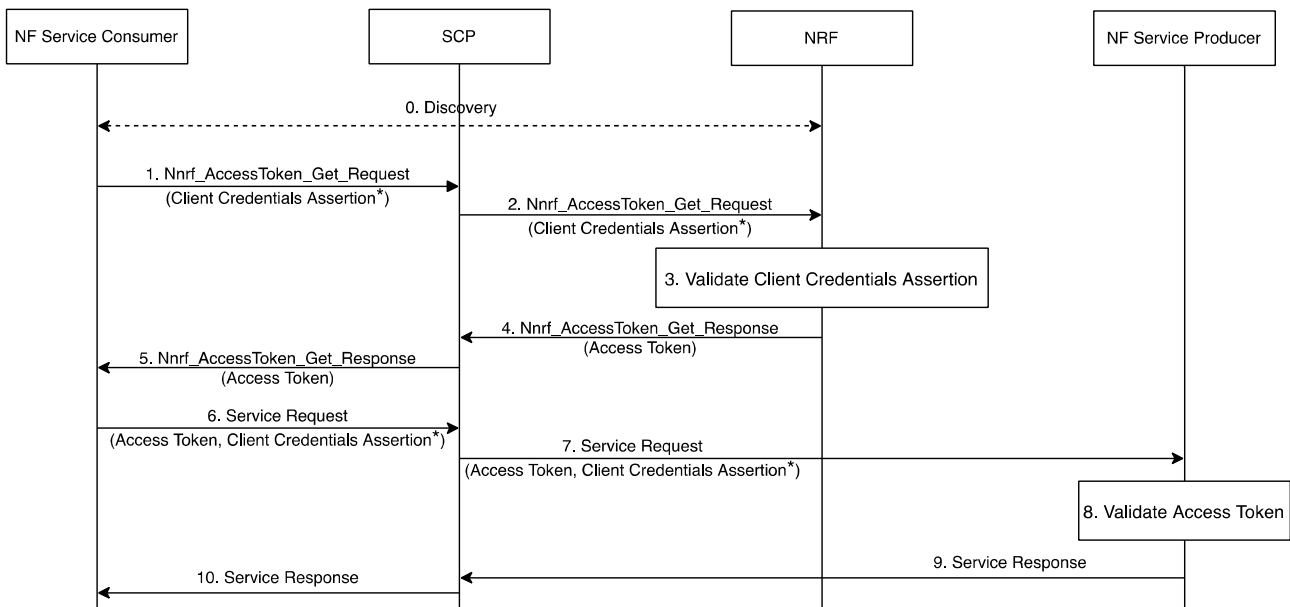 NF Service Consumer
SCP
NRF
NF Service Producer
0. Discovery
1. Nnrf_AccessToken_Get_Request
(Client Credentials Assertion*)
2. Nnrf_AccessToken_Get_Request
(Client Credentials Assertion*)
3. Validate Client Credentials Assertion
4. Nnrf_AccessToken_Get_Response
(Access Token)
5. Nnrf_AccessToken_Get_Response
(Access Token)
6. Service Request
(Access Token, Client Credentials Assertion*)
7. Service Request
(Access Token, Client Credentials Assertion*)
8. Validate Access Token
9. Service Response
10. Service Response